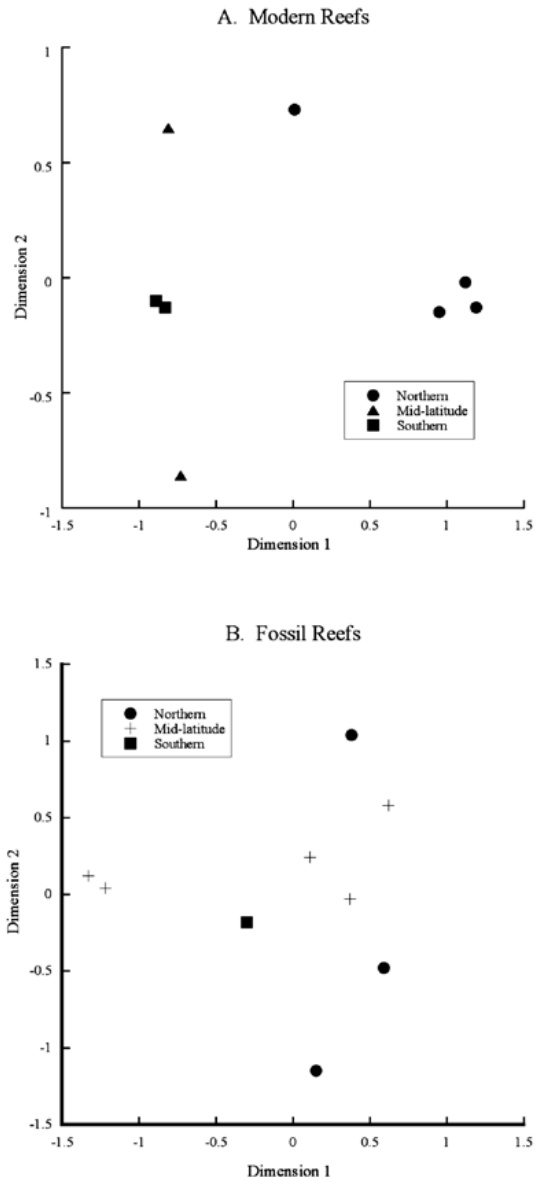 A. Modern Reefs
1
0.5
0
-0.5
-1
Dimension 2
Northern
Mid-latitude
Southern
-1.5 -1 -0.5 0 0.5 1 1.5
Dimension 1
B. Fossil Reefs
1.5
1
0.5
0
-0.5
-1
-1.5
Dimension 2
Northern
Mid-latitude
Southern
-1.5 -1 -0.5 0 0.5 1 1.5
Dimension 1